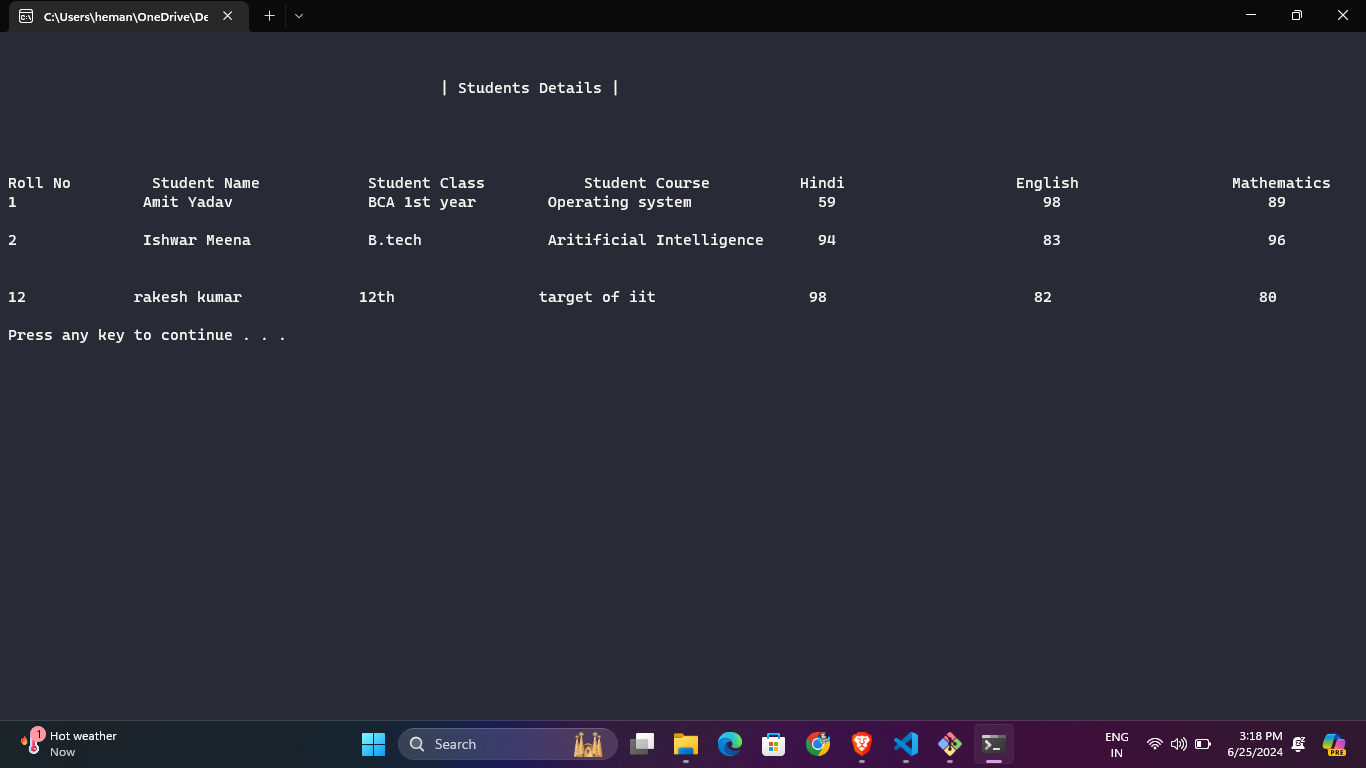 C:\Users\heman\OneDrive\De
| Students Details |
Roll No Student Name Student Class Student Course Hindi English Mathematics
1 Amit Yadav BCA 1st year Operating system 59 98 89
2 Ishwar Meena B.tech Aritificial Intelligence 94 83 96
12 rakesh kumar 12th target of iit 98 82 80
Press any key to continue . . .
1
Hot weather
Now
Search
ENG
IN
3:18 PM
6/25/2024
PRE